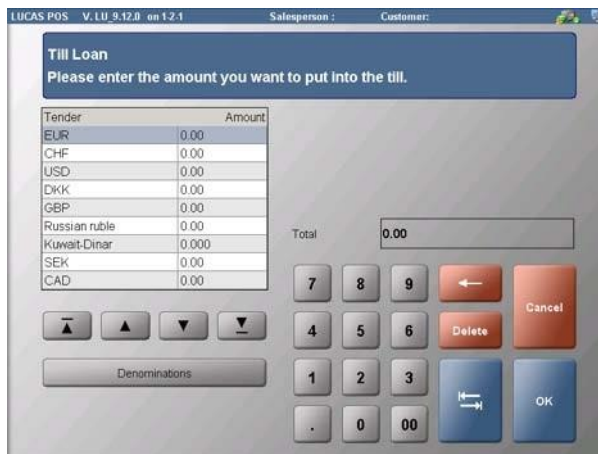 LUCAS POS V. LU_9.12.0 on 1-2-1 Salesperson : Customer:
Till Loan
Please enter the amount you want to put into the till.
Tender Amount
EUR 0.00
CHF 0.00
USD 0.00
DKK 0.00
GBP 0.00
Russian ruble 0.00
Kuwait-Dinar 0.000
SEK 0.00
CAD 0.00
Total 0.00
7 8 9
Cancel
4 5 6 Delete
Denominations
1 2 3
OK
. 0 00